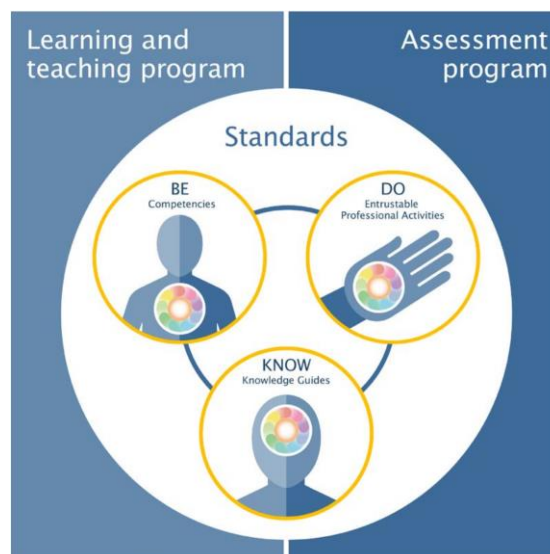 Learning and
teaching program
Assessment
program
Standards
BE
Competencies
DO
Entrustable
Professional Activities
KNOW
Knowledge Guides